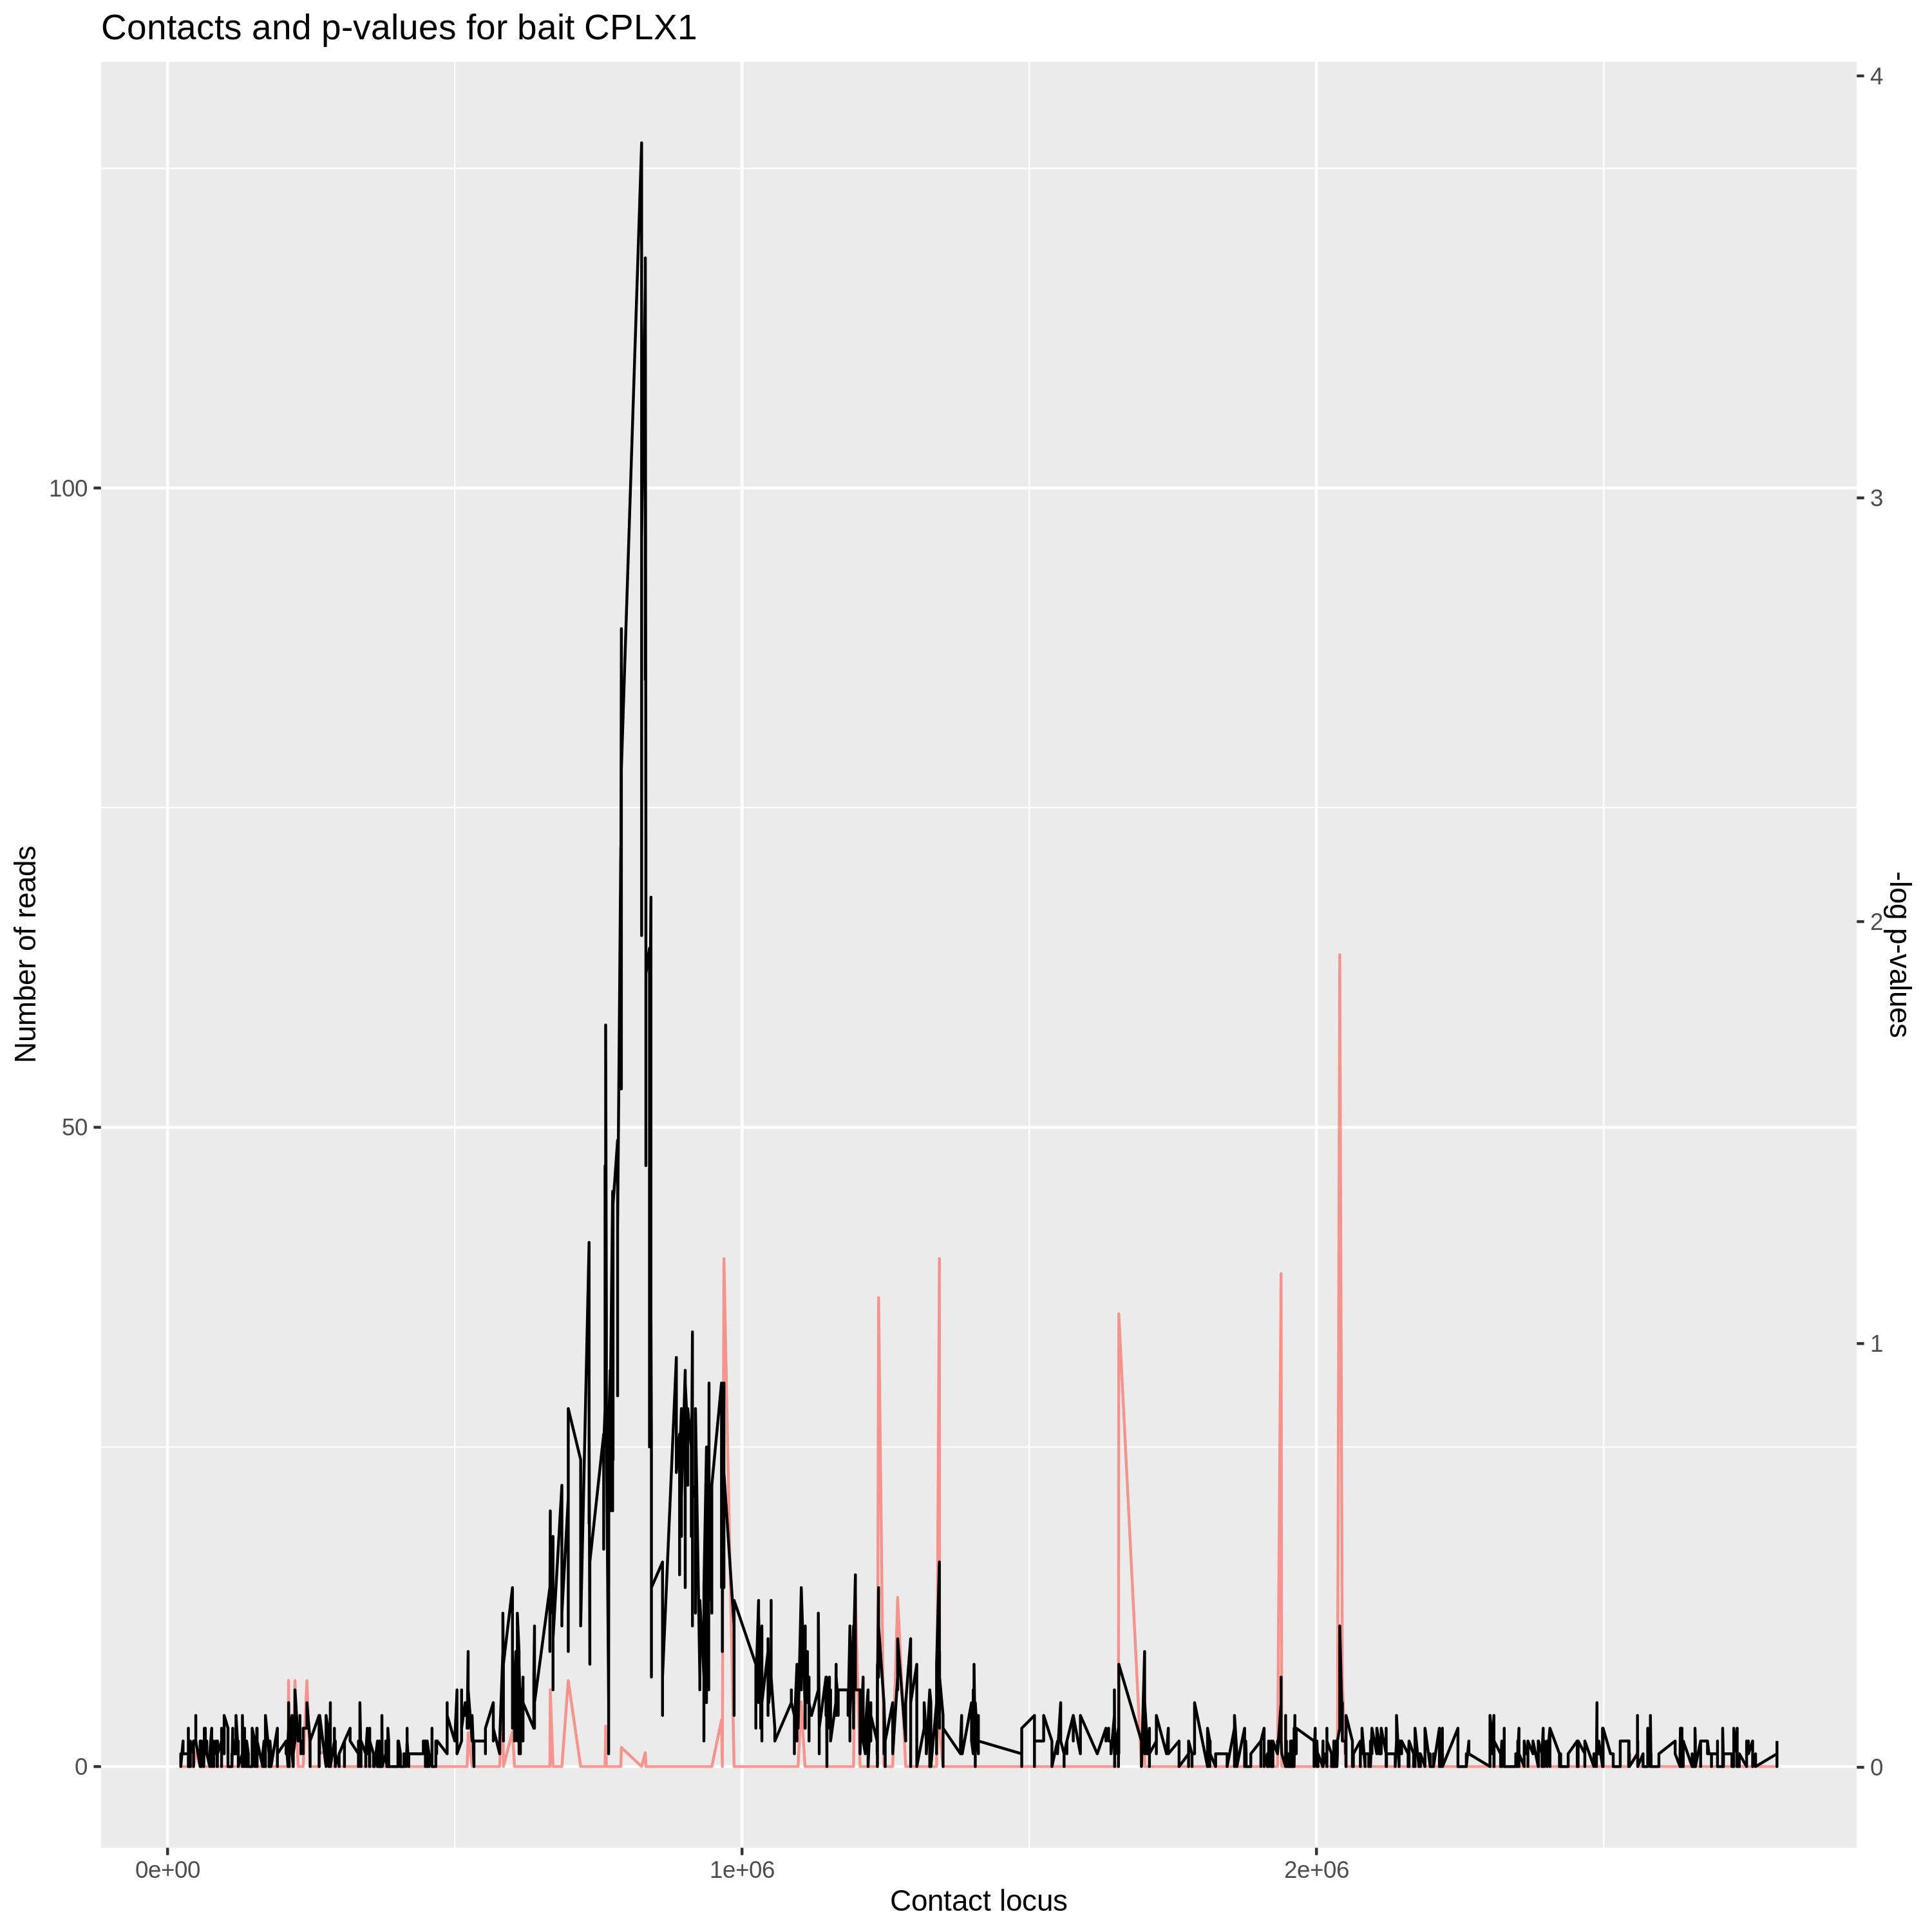 Contacts and p-values for bait CPLX1
Number of reads
100
50
0
4
3
2
1
0
-log p-values
0e+00
1e+06
2e+06
Contact locus